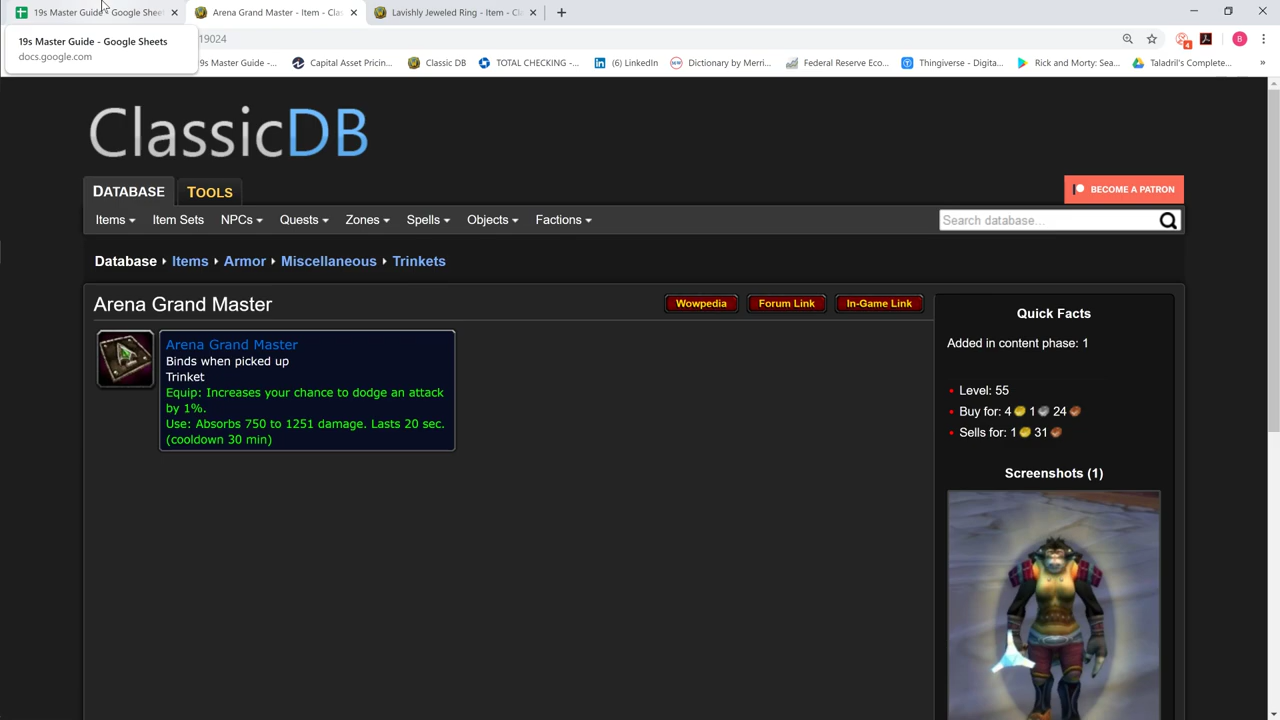 19s Master Guide - Google Sheet
Arena Grand Master - Item - Clas
Lavishly Jeweled Ring - Item - Cl
19s Master Guide - Google Sheets
docs.google.com
19024
4
B
9s Master Guide -...
Capital Asset Pricin...
Classic DB
TOTAL CHECKING -...
(6) LinkedIn
Dictionary by Merri...
Federal Reserve Eco...
Thingiverse - Digita...
Rick and Morty: Sea...
Taladril's Complete...
»
ClassicDB
DATABASE
TOOLS
BECOME A PATRON
Items
Item Sets
NPCs
Quests
Zones
Spells
Objects
Factions
Search database...
Database
Items
Armor
Miscellaneous
Trinkets
Arena Grand Master
Wowpedia
Forum Link
In-Game Link
Arena Grand Master
Binds when picked up
Trinket
Equip: Increases your chance to dodge an attack
by 1%.
Use: Absorbs 750 to 1251 damage. Lasts 20 sec.
(cooldown 30 min)
Quick Facts
Added in content phase: 1
Level: 55
Buy for: 4 1 24
Sells for: 1 31
Screenshots (1)